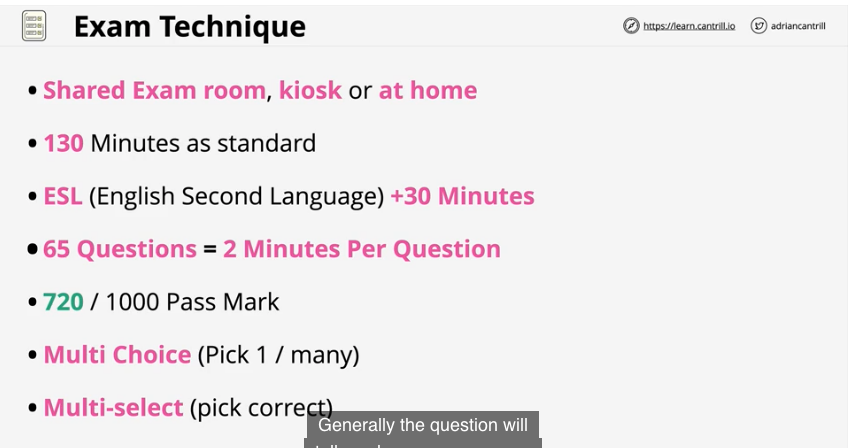 Exam Technique
https://learn.cantrill.io
adriancantrill
• Shared Exam room, kiosk or at home
• 130 Minutes as standard
• ESL (English Second Language) +30 Minutes
• 65 Questions = 2 Minutes Per Question
• 720 / 1000 Pass Mark
• Multi Choice (Pick 1 / many)
• Multi-select (pick correct)
Generally the question will